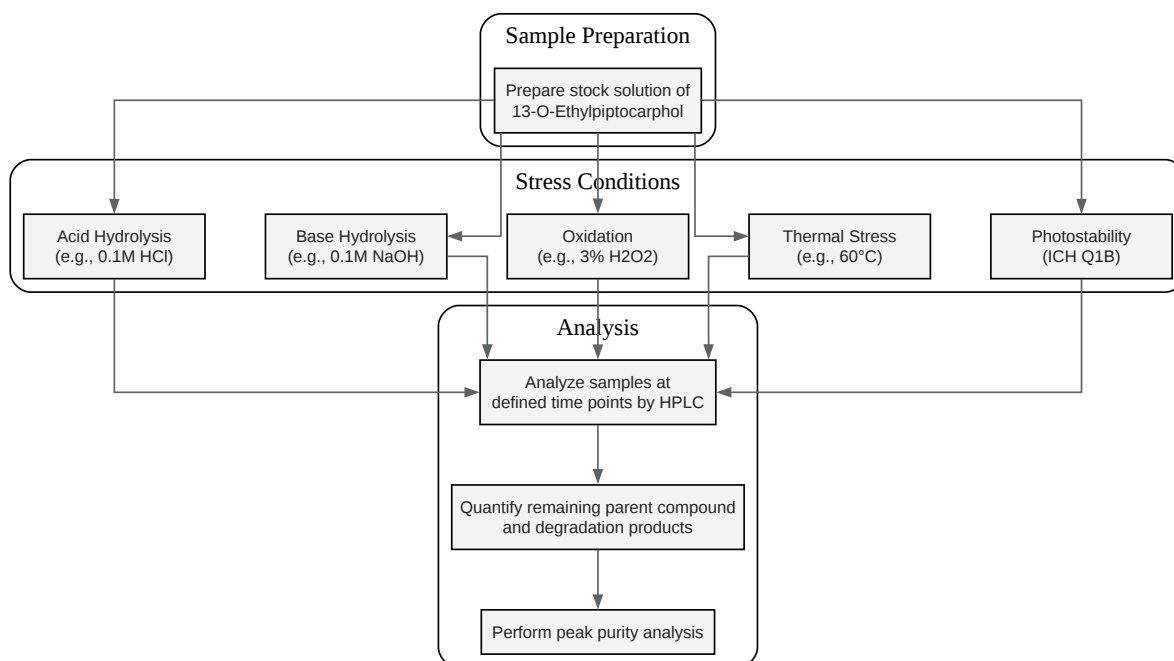 Sample Preparation
Prepare stock solution of
13-O-Ethylpiptocarphol
Stress Conditions
Acid Hydrolysis
(e.g., 0.1M HCl)
Base Hydrolysis
(e.g., 0.1M NaOH)
Oxidation
(e.g., 3% H2O2)
Thermal Stress
(e.g., 60°C)
Photostability
(ICH Q1B)
Analysis
Analyze samples at
defined time points by HPLC
Quantify remaining parent compound
and degradation products
Perform peak purity analysis